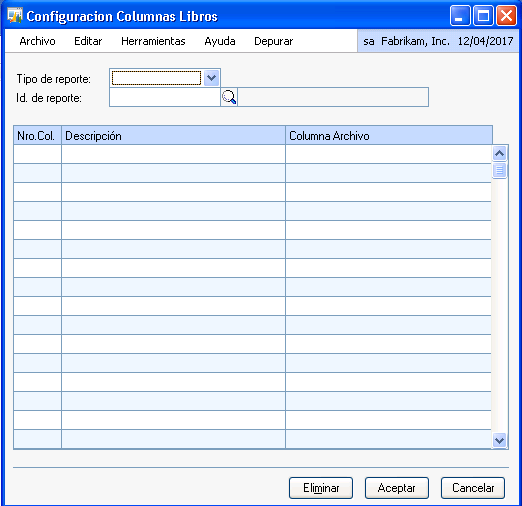 Configuracion Columnas Libros
Archivo Editar Herramientas Ayuda Depurar sa Fabrikam, Inc. 12/04/2017
Tipo de reporte:
Id. de reporte:
Nro.Col. Descripción Columna Archivo
Eliminar Aceptar Cancelar